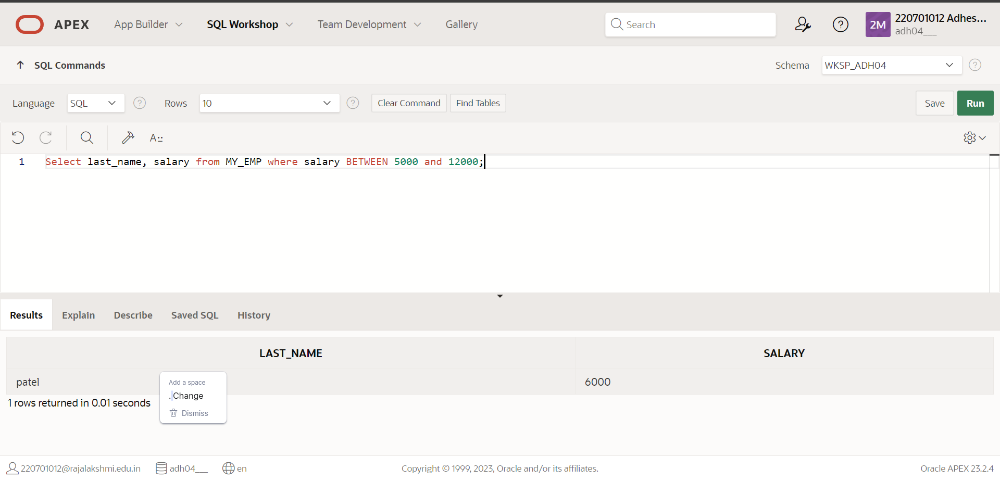 APEX App Builder SQL Workshop Team Development Gallery Search 2M 220701012 Adhes...
adh04___
SQL Commands Schema WKSP_ADH04 ?
Language SQL ? Rows 10 ? Clear Command Find Tables Save Run
A::
1 Select last_name, salary from MY_EMP where salary BETWEEN 5000 and 12000;
Results Explain Describe Saved SQL History
LAST_NAME SALARY
patel 6000
1 rows returned in 0.01 seconds
Add a space
. Change
Dismiss
220701012@rajalakshmi.edu.in adh04___ en Copyright © 1999, 2023, Oracle and/or its affiliates. Oracle APEX 23.2.4